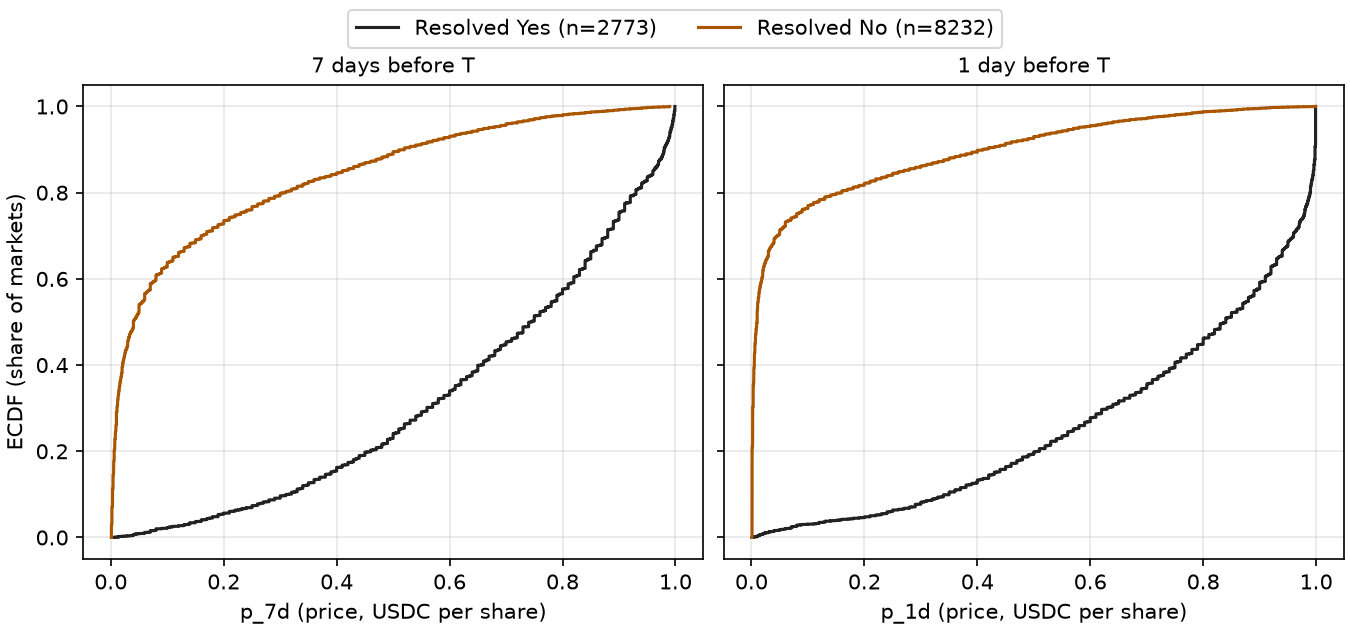 Resolved Yes (n=2773) Resolved No (n=8232)
7 days before T
1 day before T
ECDF (share of markets)
1.0
0.8
0.6
0.4
0.2
0.0
0.0 0.2 0.4 0.6 0.8 1.0
0.0 0.2 0.4 0.6 0.8 1.0
p_7d (price, USDC per share)
p_1d (price, USDC per share)